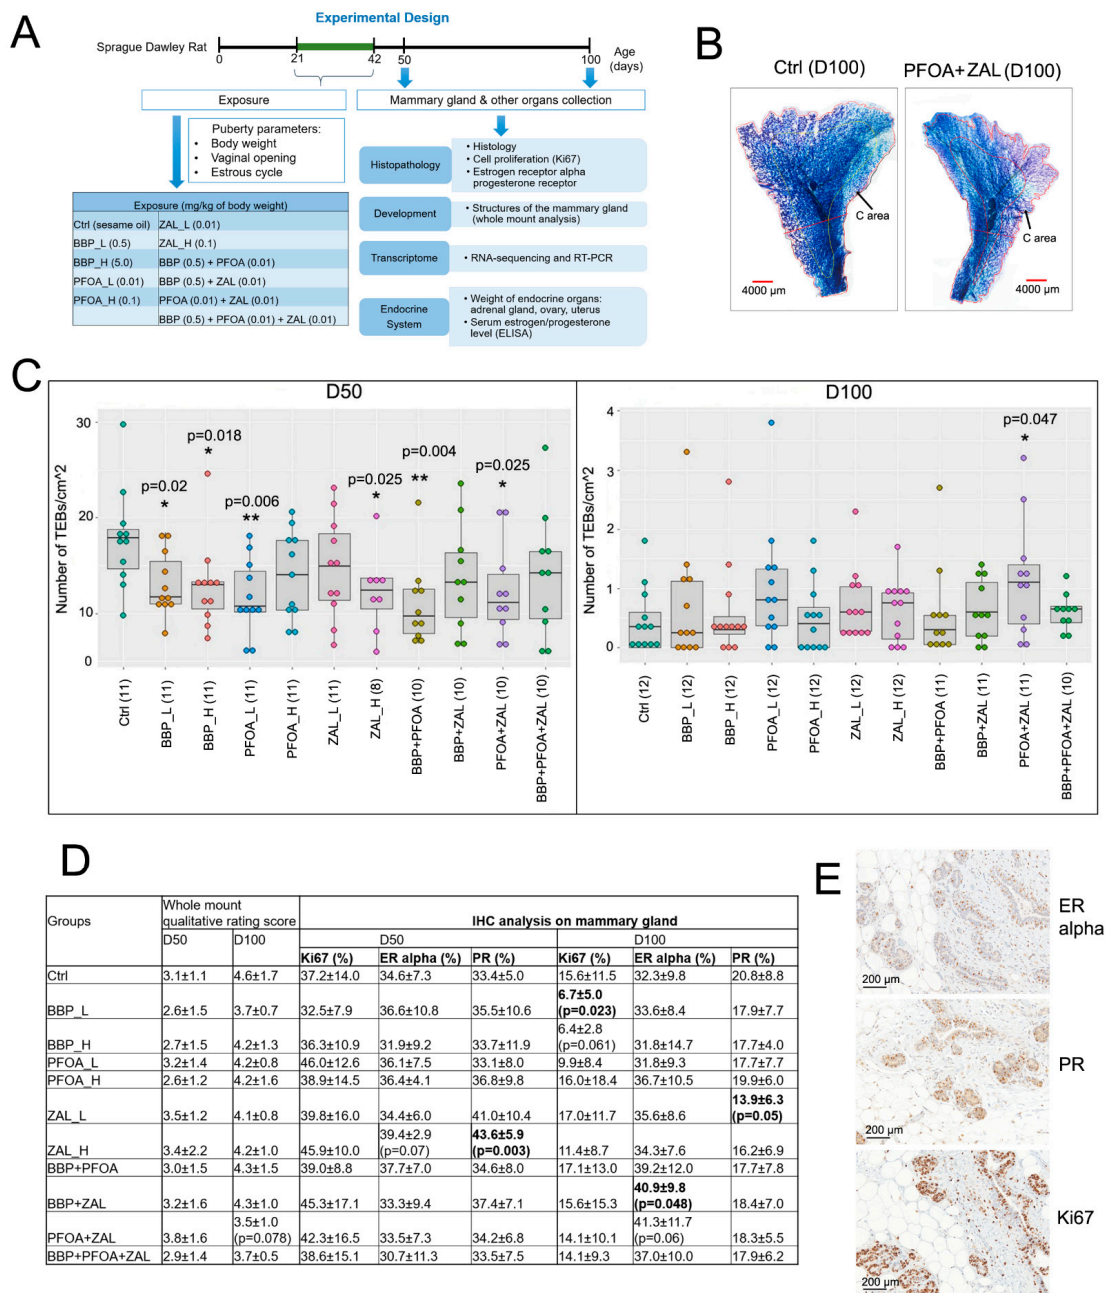 A
Experimental Design
Sprague Dawley Rat
0 21 42 50 100
Age
(days)
Exposure
Mammary gland & other organs collection
Puberty parameters:
• Body weight
• Vaginal opening
• Estrous cycle
Exposure (mg/kg of body weight)
Ctrl (sesame oil) ZAL_L (0.01)
BBP_L (0.5) ZAL_H (0.1)
BBP_H (5.0) BBP (0.5) + PFOA (0.01)
PFOA_L (0.01) BBP (0.5) + ZAL (0.01)
PFOA_H (0.1) PFOA (0.01) + ZAL (0.01)
BBP (0.5) + PFOA (0.01) + ZAL (0.01)
Histopathology
• Histology
• Cell proliferation (Ki67)
• Estrogen receptor alpha
progesterone receptor
Development
• Structures of the mammary gland
(whole mount analysis)
Transcriptome
• RNA-sequencing and RT-PCR
Endocrine
System
• Weight of endocrine organs:
adrenal gland, ovary, uterus
• Serum estrogen/progesterone
level (ELISA)
B
Ctrl (D100)
PFOA+ZAL (D100)
C area
4000 µm
C area
4000 µm
C
D50
Number of TEBs/cm^2
30
20
10
0
p=0.02
*
p=0.018
*
p=0.006
**
p=0.025
*
p=0.004
**
p=0.025
*
Ctrl (11)
BBP_L (11)
BBP_H (11)
PFOA_L (11)
PFOA_H (11)
ZAL_L (11)
ZAL_H (8)
BBP+PFOA (10)
BBP+ZAL (10)
PFOA+ZAL (10)
BBP+PFOA+ZAL (10)
D100
Number of TEBs/cm^2
4
3
2
1
0
p=0.047
*
Ctrl (12)
BBP_L (12)
BBP_H (12)
PFOA_L (12)
PFOA_H (12)
ZAL_L (12)
ZAL_H (12)
BBP+PFOA (11)
BBP+ZAL (11)
PFOA+ZAL (11)
BBP+PFOA+ZAL (10)
D
Groups
Whole mount
qualitative rating score
IHC analysis on mammary gland
D50 D100 D50 D100
Ki67 (%) ER alpha (%) PR (%) Ki67 (%) ER alpha (%) PR (%)
Ctrl 3.1±1.1 4.6±1.7 37.2±14.0 34.6±7.3 33.4±5.0 15.6±11.5 32.3±9.8 20.8±8.8
BBP_L 2.6±1.5 3.7±0.7 32.5±7.9 36.6±10.8 35.5±10.6 6.7±5.0 (p=0.023) 33.6±8.4 17.9±7.7
BBP_H 2.7±1.5 4.2±1.3 36.3±10.9 31.9±9.2 33.7±11.9 6.4±2.8 (p=0.061) 31.8±14.7 17.7±4.0
PFOA_L 3.2±1.4 4.2±0.8 46.0±12.6 36.1±7.5 33.1±8.0 9.9±8.4 31.8±9.3 17.7±7.7
PFOA_H 2.6±1.2 4.2±1.6 38.9±14.5 36.4±4.1 36.8±9.8 16.0±18.4 36.7±10.5 19.9±6.0
ZAL_L 3.5±1.2 4.1±0.8 39.8±16.0 34.4±6.0 41.0±10.4 17.0±11.7 35.6±8.6 13.9±6.3 (p=0.05)
ZAL_H 3.4±2.2 4.2±1.0 45.9±10.0 39.4±2.9 (p=0.07) 43.6±5.9 (p=0.003) 11.4±8.7 34.3±7.6 16.2±6.9
BBP+PFOA 3.0±1.5 4.3±1.5 39.0±8.8 37.7±7.0 34.6±8.0 17.1±13.0 39.2±12.0 17.7±7.8
BBP+ZAL 3.2±1.6 4.3±1.0 45.3±17.1 33.3±9.4 37.4±7.1 15.6±15.3 40.9±9.8 (p=0.048) 18.4±7.0
PFOA+ZAL 3.8±1.6 3.5±1.0 (p=0.078) 42.3±16.5 33.5±7.3 34.2±6.8 14.1±10.1 41.3±11.7 (p=0.06) 18.3±5.5
BBP+PFOA+ZAL 2.9±1.4 3.7±0.5 38.6±15.1 30.7±11.3 33.5±7.5 14.1±9.3 37.0±10.0 17.9±6.2
E
ER
alpha
200 µm
PR
200 µm
Ki67
200 µm